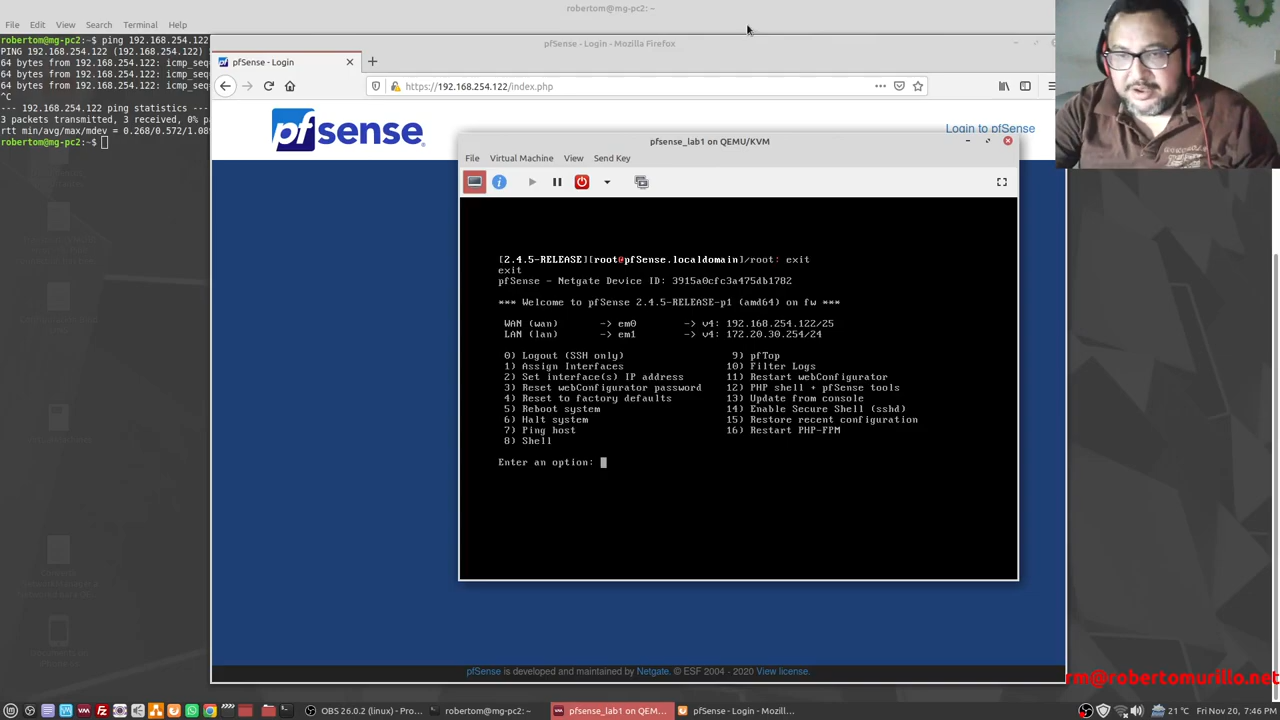 robertom@mg-pc2: ~
File Edit View Search Terminal Help
robertom@mg-pc2:~$ ping 192.168.254.122
PING 192.168.254.122 (192.168.254.122)
64 bytes from 192.168.254.122: icmp_seq
64 bytes from 192.168.254.122: icmp_seq
64 bytes from 192.168.254.122: icmp_seq
^C
--- 192.168.254.122 ping statistics ---
3 packets transmitted, 3 received, 0% pa
rtt min/avg/max/mdev = 0.268/0.572/1.08
robertom@mg-pc2:~$
pfSense - Login - Mozilla Firefox
pfSense - Login
https://192.168.254.122/index.php
pfsense
Login to pfSense
pfsense_lab1 on QEMU/KVM
File Virtual Machine View Send Key
[2.4.5-RELEASE][root@pfSense.localdomain]/root: exit
exit
pfSense - Netgate Device ID: 3915a0cfc3a475db1782
*** Welcome to pfSense 2.4.5-RELEASE-p1 (amd64) on fw ***
WAN (wan) -> em0 -> v4: 192.168.254.122/25
LAN (lan) -> em1 -> v4: 172.20.30.254/24
0) Logout (SSH only) 9) pfTop
1) Assign Interfaces 10) Filter Logs
2) Set interface(s) IP address 11) Restart webConfigurator
3) Reset webConfigurator password 12) PHP shell + pfSense tools
4) Reset to factory defaults 13) Update from console
5) Reboot system 14) Enable Secure Shell (sshd)
6) Halt system 15) Restore recent configuration
7) Ping host 16) Restart PHP-FPM
8) Shell
Enter an option:
pfSense is developed and maintained by Netgate. © ESF 2004 - 2020 View license.
rm@robertomurillo.net
OBS 26.0.2 (linux) - Pro... robertom@mg-pc2: ~ pfsense_lab1 on QEM... pfSense - Login - Mozil... 21 °C Fri Nov 20, 7:46 PM